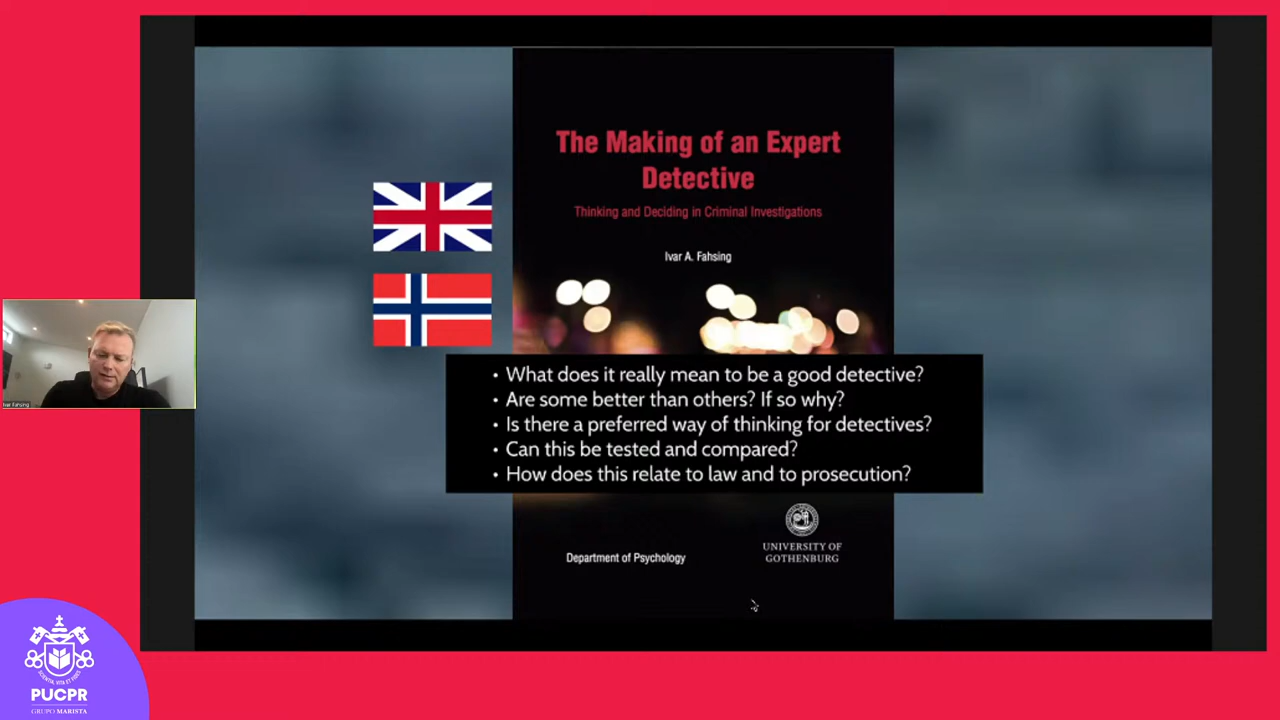 The Making of an Expert
Detective
Thinking and Deciding in Criminal Investigations
Ivar A. Fahsing
• What does it really mean to be a good detective?
• Are some better than others? If so why?
• Is there a preferred way of thinking for detectives?
• Can this be tested and compared?
• How does this relate to law and to prosecution?
Department of Psychology
UNIVERSITY OF
GOTHENBURG
Ivar Fahsing
PUCPR
GRUPO MARISTA